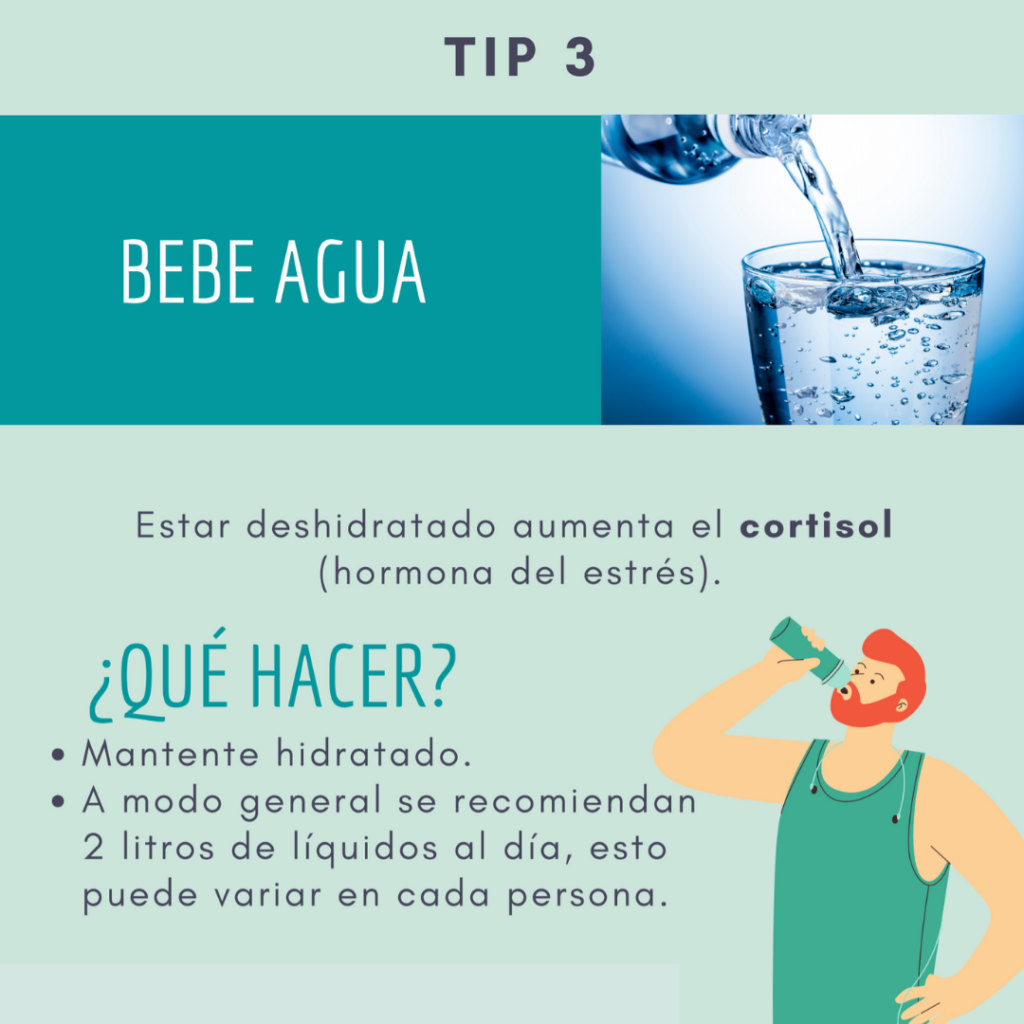 TIP 3
BEBE AGUA
Estar deshidratado aumenta el cortisol
(hormona del estrés).
¿QUÉ HACER?
• Mantente hidratado.
• A modo general se recomiendan
2 litros de líquidos al día, esto
puede variar en cada persona.